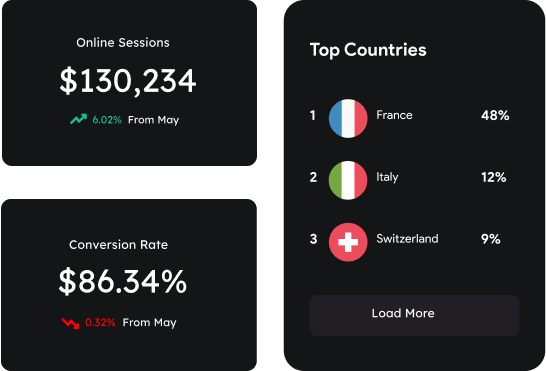 Online Sessions
$130,234
6.02% From May
Conversion Rate
$86.34%
0.32% From May
Top Countries
1 France 48%
2 Italy 12%
3 Switzerland 9%
Load More